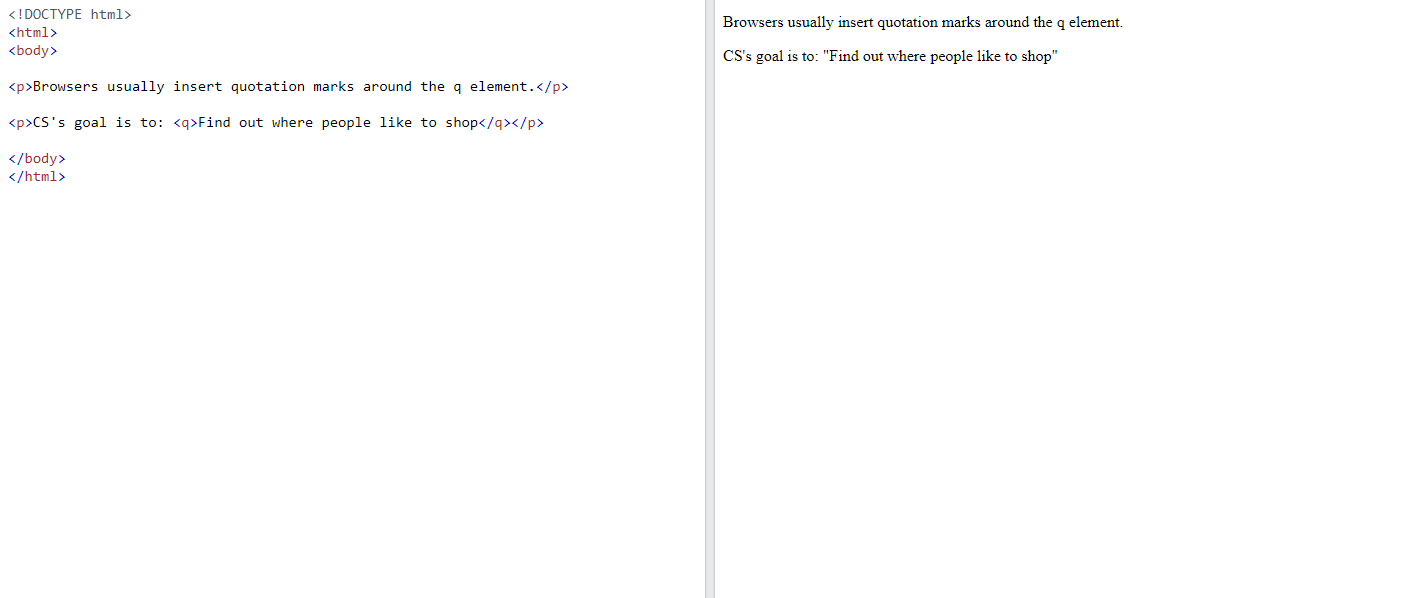 <!DOCTYPE html>
<html>
<body>
<p>Browsers usually insert quotation marks around the q element.</p>
<p>CS's goal is to: <q>Find out where people like to shop</q></p>
</body>
</html>
Browsers usually insert quotation marks around the q element.
CS's goal is to: "Find out where people like to shop"